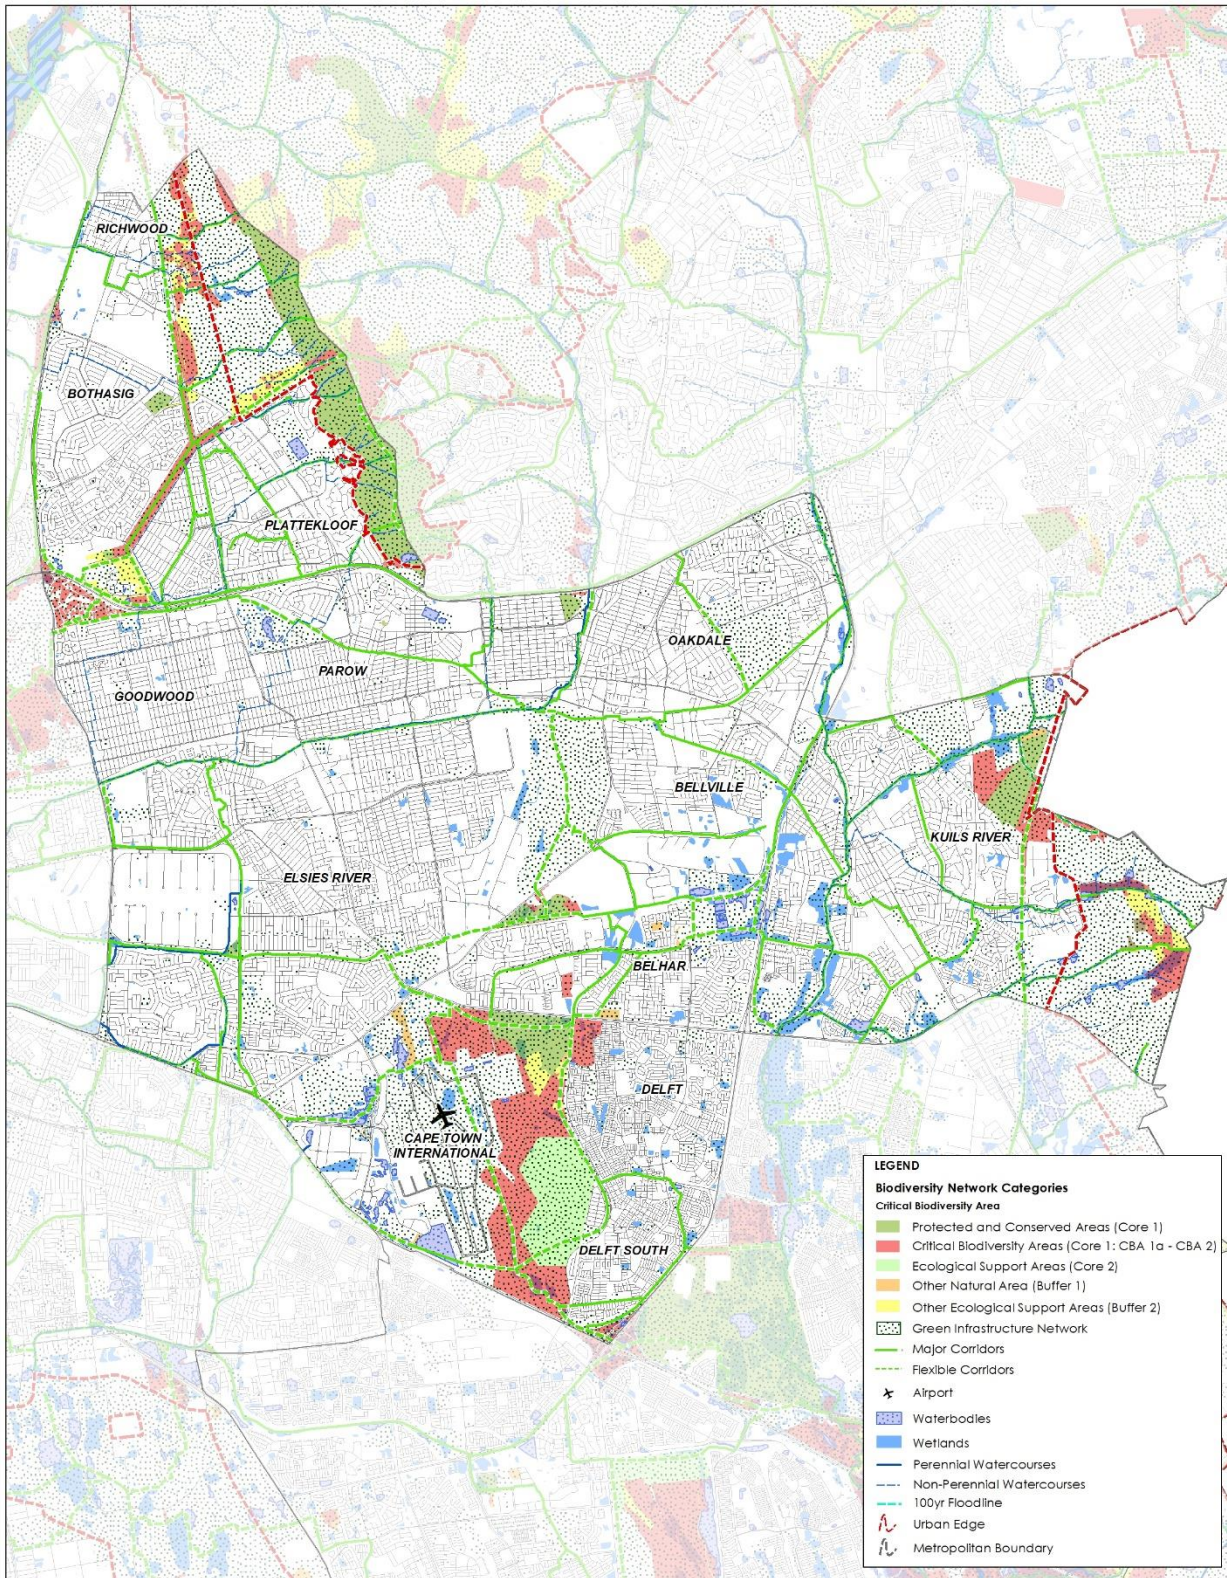 RICHWOOD
BOTHASIG
PLATTEKLOOF
OAKDALE
PAROW
GOODWOOD
BELLVILLE
KUILS RIVER
ELSIES RIVER
BELHAR
DELFT
CAPE TOWN
INTERNATIONAL
DELFT SOUTH
LEGEND
Biodiversity Network Categories
Critical Biodiversity Area
Protected and Conserved Areas (Core 1)
Critical Biodiversity Areas (Core 1: CBA 1a - CBA 2)
Ecological Support Areas (Core 2)
Other Natural Area (Buffer 1)
Other Ecological Support Areas (Buffer 2)
Green Infrastructure Network
Major Corridors
Flexible Corridors
Airport
Waterbodies
Wetlands
Perennial Watercourses
Non-Perennial Watercourses
100yr Floodline
Urban Edge
Metropolitan Boundary